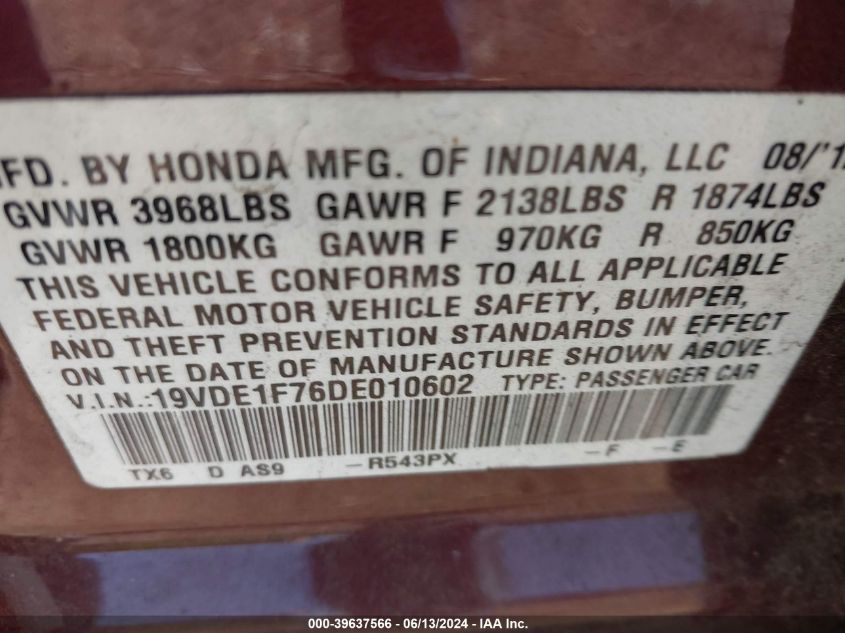 MFD. BY HONDA MFG. OF INDIANA, LLC 08/'1
GVWR 3968LBS GAWR F 2138LBS R 1874LBS
GVWR 1800KG GAWR F 970KG R 850KG
THIS VEHICLE CONFORMS TO ALL APPLICABLE
FEDERAL MOTOR VEHICLE SAFETY, BUMPER,
AND THEFT PREVENTION STANDARDS IN EFFECT
ON THE DATE OF MANUFACTURE SHOWN ABOVE.
V.I.N.:19VDE1F76DE010602 TYPE: PASSENGER CAR
TX6 D AS9 -R543PX -F -E
000-39637566 - 06/13/2024 - IAA Inc.